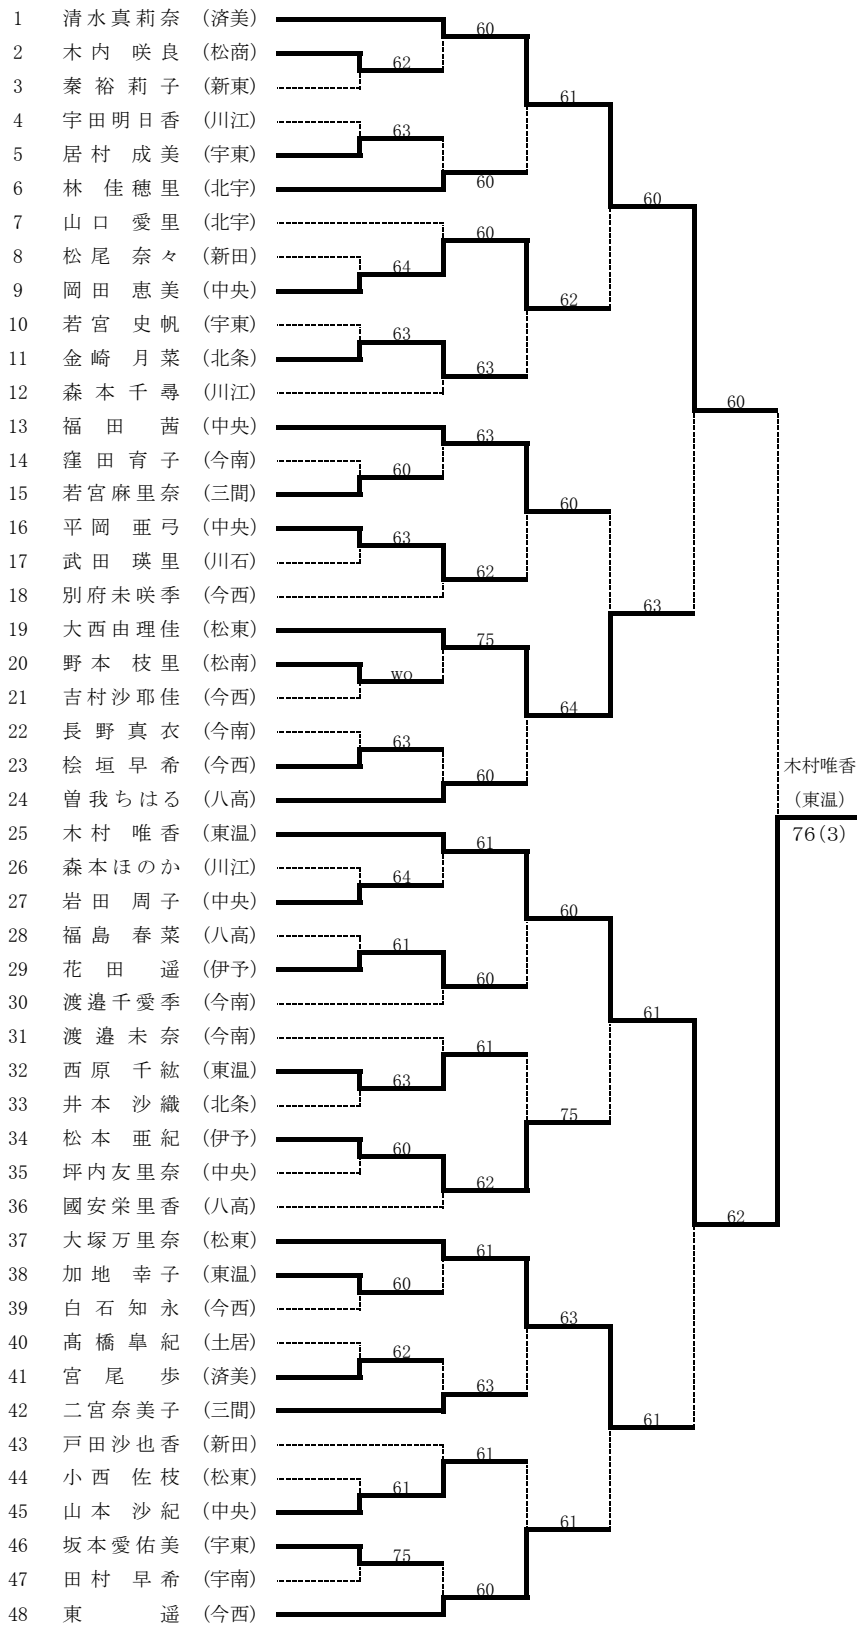 1 清水真莉奈 (済美)
60
2 木内 咲良 (松商)
62
3 秦裕莉子 (新東)
61
4 宇田明日香 (川江)
63
5 居村 成美 (宇東)
60
6 林 佳穂里 (北宇)
60
7 山口 愛里 (北宇)
60
8 松尾 奈々 (新田)
64
9 岡田 恵美 (中央)
62
10 若宮 史帆 (宇東)
63
11 金崎 月菜 (北条)
63
12 森本千尋 (川江)
60
13 福田 茜 (中央)
63
14 窪田育子 (今南)
60
15 若宮麻里奈 (三間)
60
16 平岡 亜弓 (中央)
63
17 武田 瑛里 (川石)
62
18 別府未咲季 (今西)
63
19 大西由理佳 (松東)
75
20 野本 枝里 (松南)
wo
21 吉村沙耶佳 (今西)
64
22 長野真衣 (今南)
63
23 桧垣早希 (今西)
60
木村唯香
24 曽我ちはる (八高)
(東温)
25 木村 唯香 (東温)
76(3)
61
26 森本ほのか (川江)
64
27 岩田 周子 (中央)
60
28 福島 春菜 (八高)
61
29 花田 遥 (伊予)
60
30 渡邉千愛季 (今南)
61
31 渡邉未奈 (今南)
61
32 西原 千紘 (東温)
63
33 井本 沙織 (北条)
75
34 松本 亜紀 (伊予)
60
35 坪内友里奈 (中央)
62
36 國安栄里香 (八高)
62
37 大塚万里奈 (松東)
61
38 加地 幸子 (東温)
60
39 白石知永 (今西)
63
40 髙橋皐紀 (土居)
62
41 宮尾 歩 (済美)
63
42 二宮奈美子 (三間)
61
43 戸田沙也香 (新田)
61
44 小西 佐枝 (松東)
61
45 山本 沙紀 (中央)
61
46 坂本愛佑美 (宇東)
75
47 田村 早希 (宇南)
60
48 東 遥 (今西)